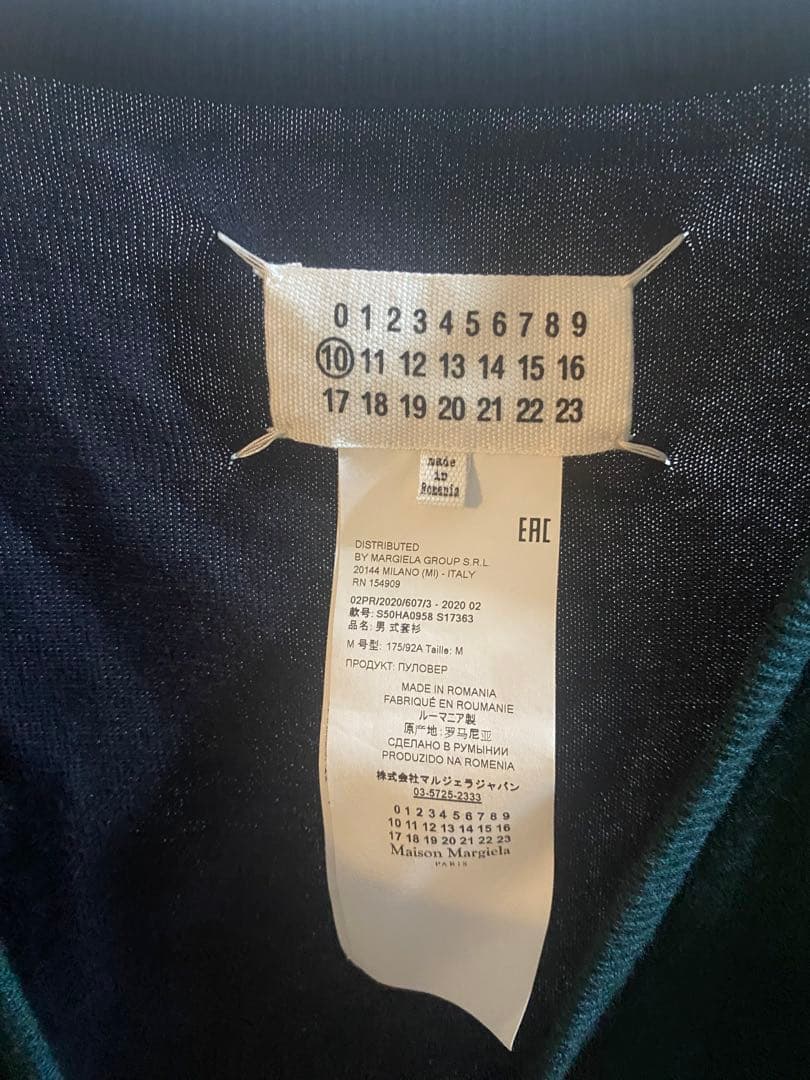 0 1 2 3 4 5 6 7 8 9
10 11 12 13 14 15 16
17 18 19 20 21 22 23
made
in
Romania
EAC
DISTRIBUTED
BY MARGIELA GROUP S.R.L.
20144 MILANO (MI) - ITALY
RN 154909
02PR/2020/607/3 - 2020 02
款号: S50HA0958 S17363
品名: 男 式套衫
M 号型: 175/92A Taille: M
ПРОДУКТ: ПУЛОВЕР
MADE IN ROMANIA
FABRIQUÉ EN ROUMANIE
ルーマニア製
原产地: 罗马尼亚
СДЕЛАНО В РУМЫНИИ
PRODUZIDO NA ROMENIA
株式会社マルジェラジャパン
03-5725-2333
0 1 2 3 4 5 6 7 8 9
10 11 12 13 14 15 16
17 18 19 20 21 22 23
Maison Margiela
PARIS